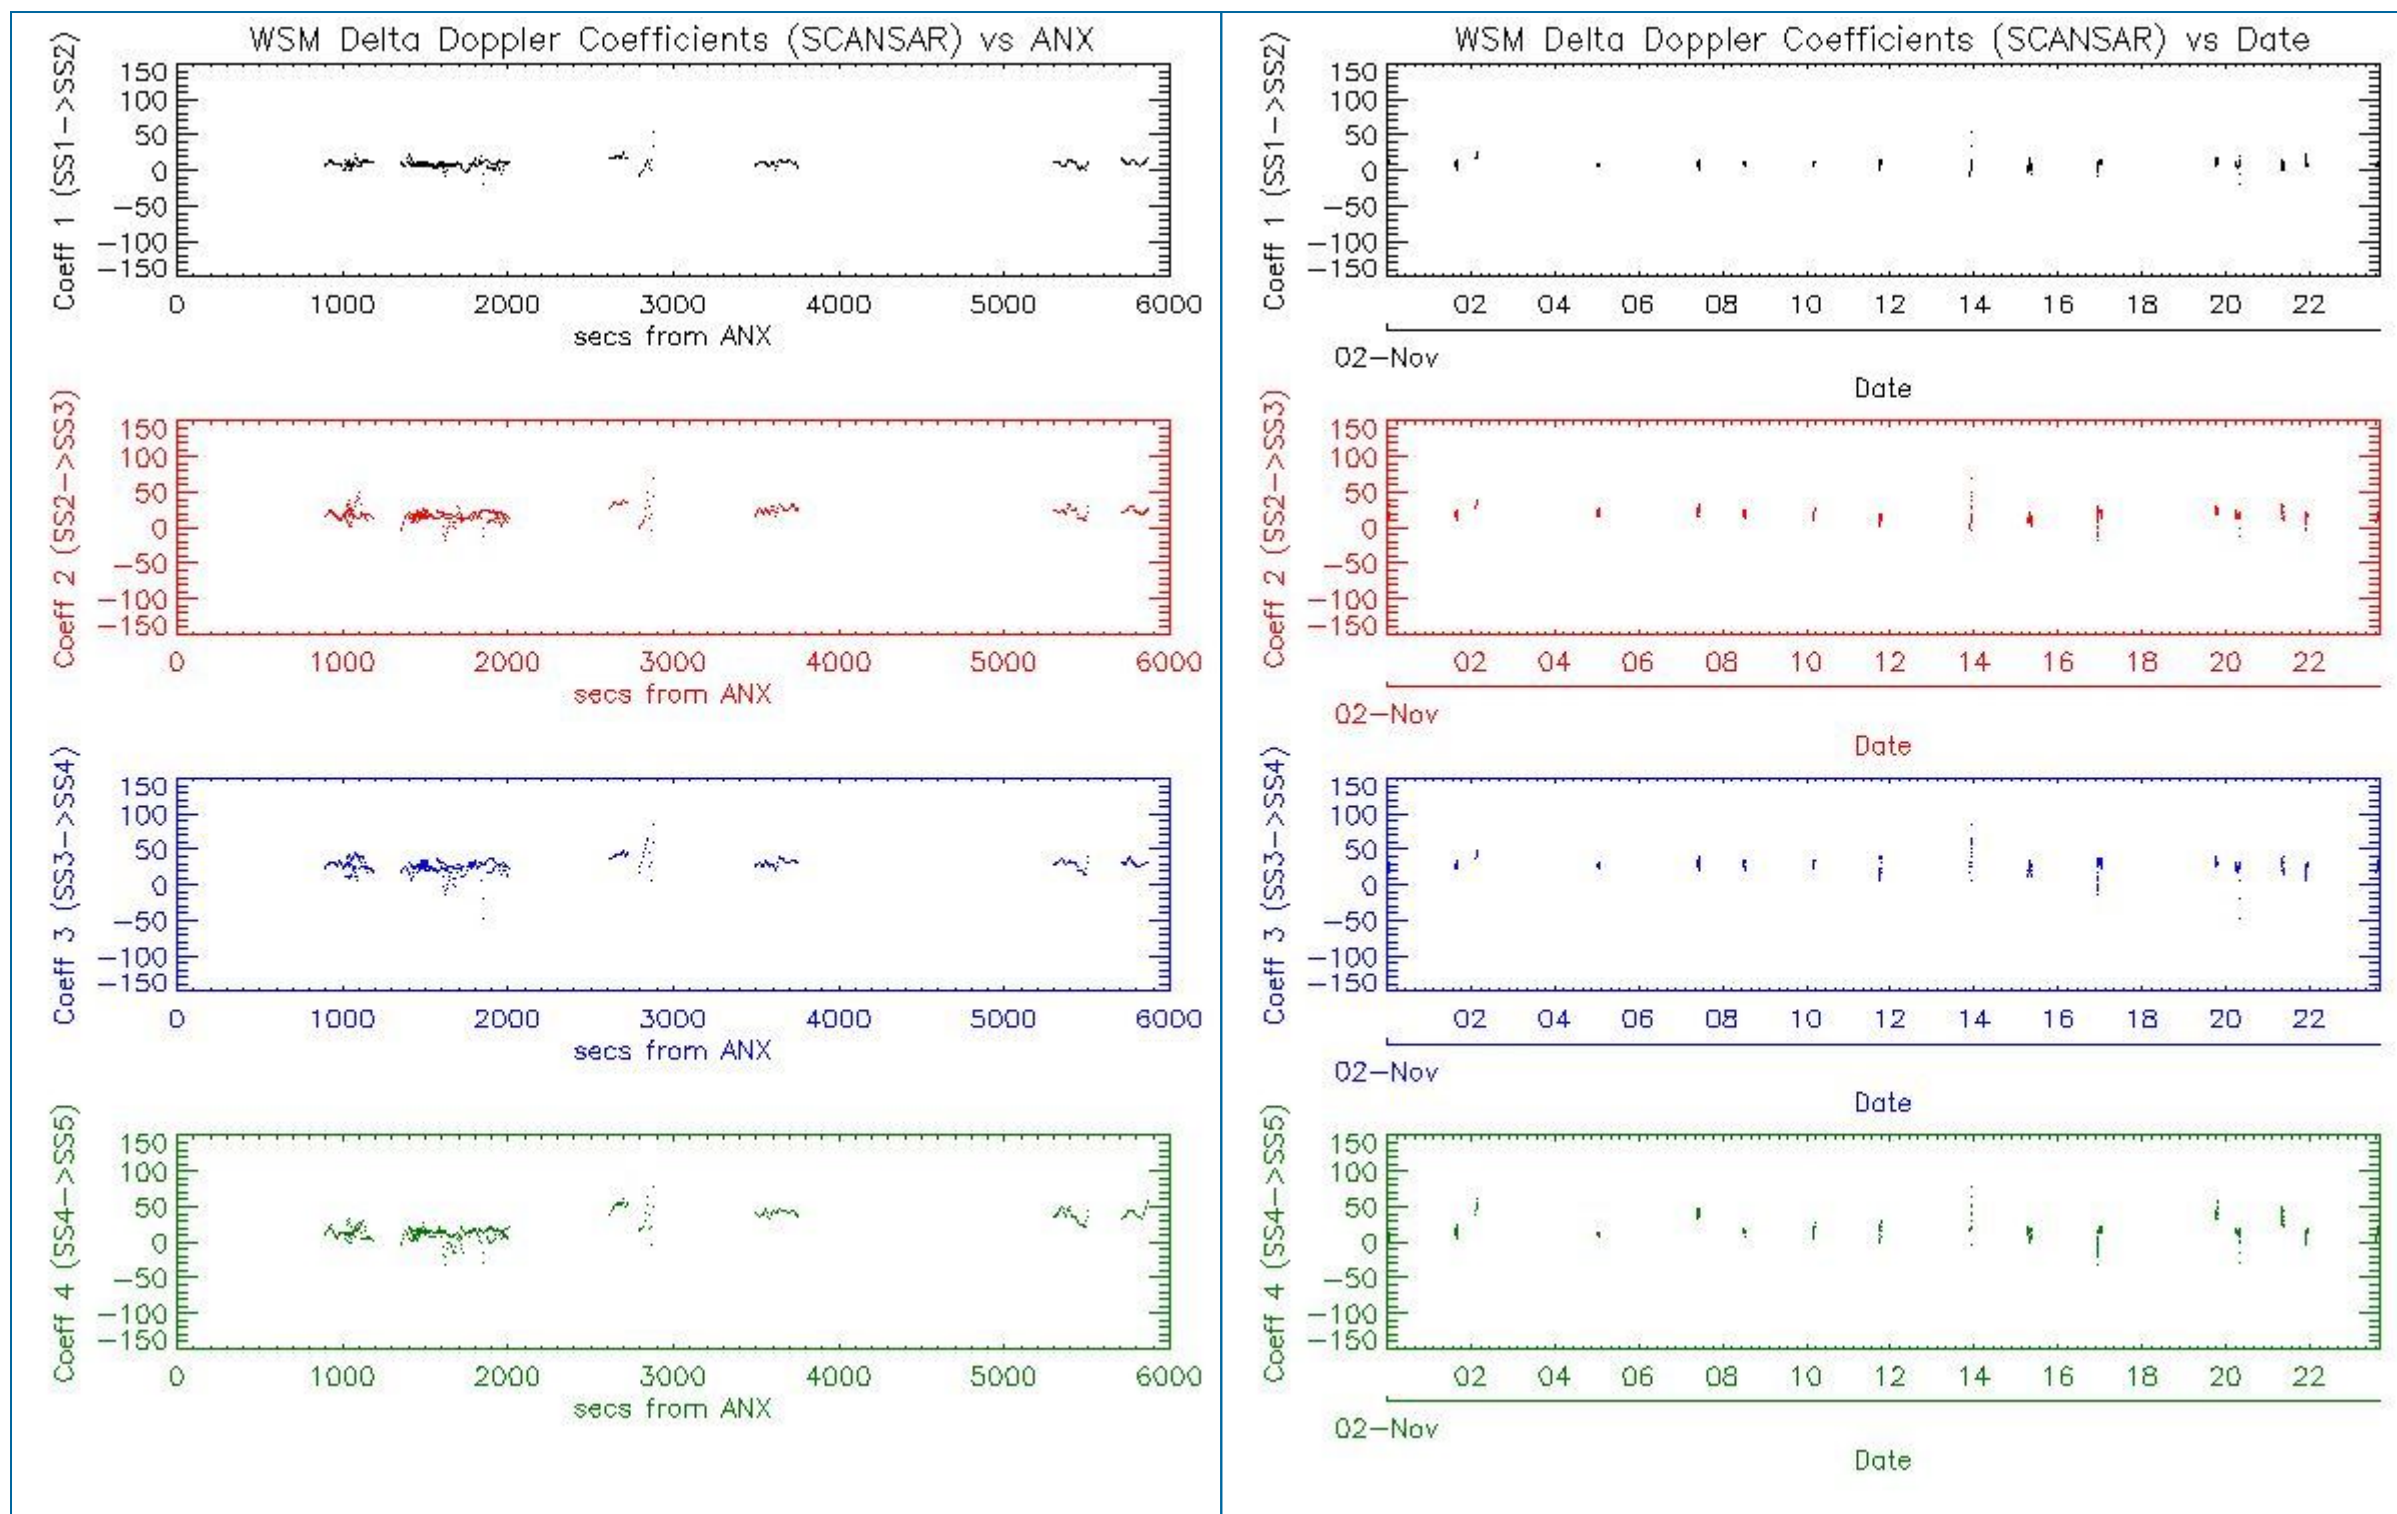 WSM Delta Doppler Coefficients (SCANSAR) vs ANX
Coeff 1 (SS1->SS2)
150
100
50
0
-50
-100
-150
0 1000 2000 3000 4000 5000 6000
secs from ANX
Coeff 2 (SS2->SS3)
150
100
50
0
-50
-100
-150
0 1000 2000 3000 4000 5000 6000
secs from ANX
Coeff 3 (SS3->SS4)
150
100
50
0
-50
-100
-150
0 1000 2000 3000 4000 5000 6000
secs from ANX
Coeff 4 (SS4->SS5)
150
100
50
0
-50
-100
-150
0 1000 2000 3000 4000 5000 6000
secs from ANX
WSM Delta Doppler Coefficients (SCANSAR) vs Date
Coeff 1 (SS1->SS2)
150
100
50
0
-50
-100
-150
02 04 06 08 10 12 14 16 18 20 22
02-Nov
Date
Coeff 2 (SS2->SS3)
150
100
50
0
-50
-100
-150
02 04 06 08 10 12 14 16 18 20 22
02-Nov
Date
Coeff 3 (SS3->SS4)
150
100
50
0
-50
-100
-150
02 04 06 08 10 12 14 16 18 20 22
02-Nov
Date
Coeff 4 (SS4->SS5)
150
100
50
0
-50
-100
-150
02 04 06 08 10 12 14 16 18 20 22
02-Nov
Date